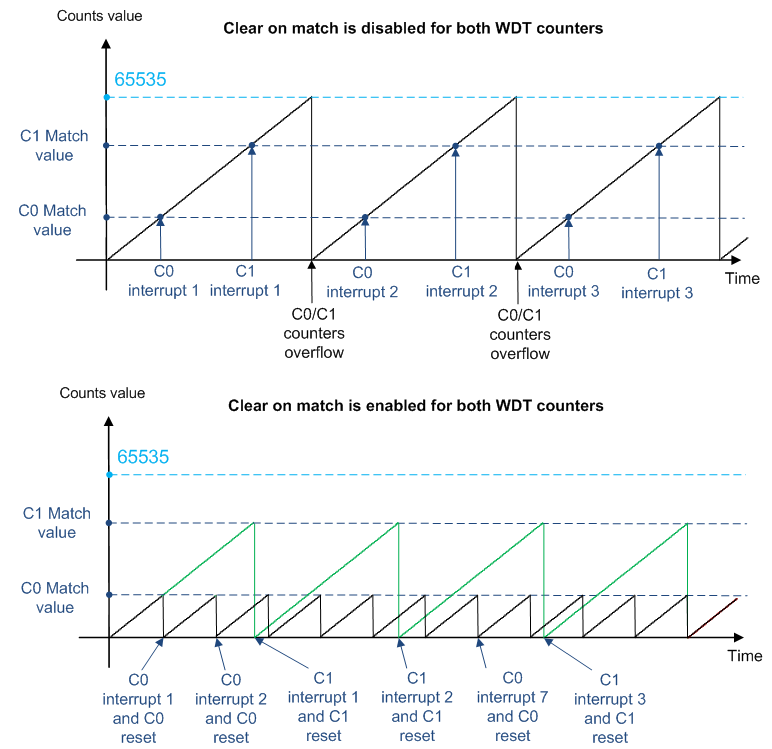 Counts value
Clear on match is disabled for both WDT counters
65535
C1 Match
value
C0 Match
value
Time
C0
interrupt 1
C1
interrupt 1
C0
interrupt 2
C1
interrupt 2
C0
interrupt 3
C1
interrupt 3
C0/C1
counters
overflow
C0/C1
counters
overflow
Counts value
Clear on match is enabled for both WDT counters
65535
C1 Match
value
C0 Match
value
Time
C0
interrupt 1
and C0
reset
C0
interrupt 2
and C0
reset
C1
interrupt 1
and C1
reset
C1
interrupt 2
and C1
reset
C0
interrupt 7
and C0
reset
C1
interrupt 3
and C1
reset